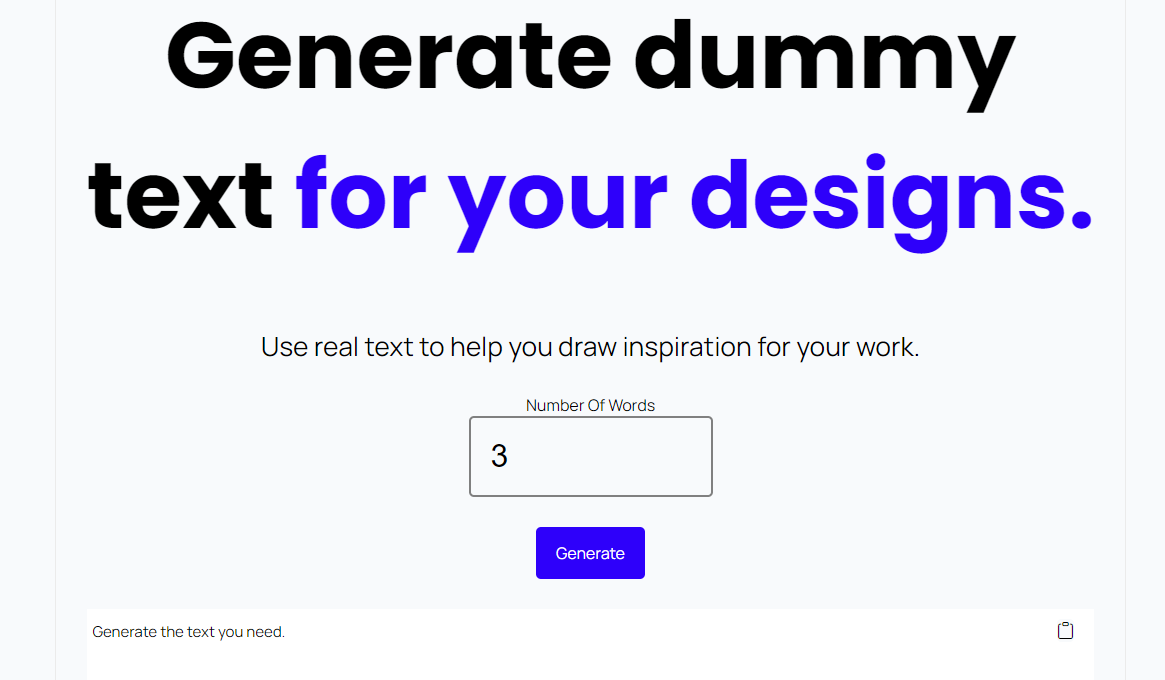 Generate dummy
text for your designs.
Use real text to help you draw inspiration for your work.
Number Of Words
3
Generate
Generate the text you need.